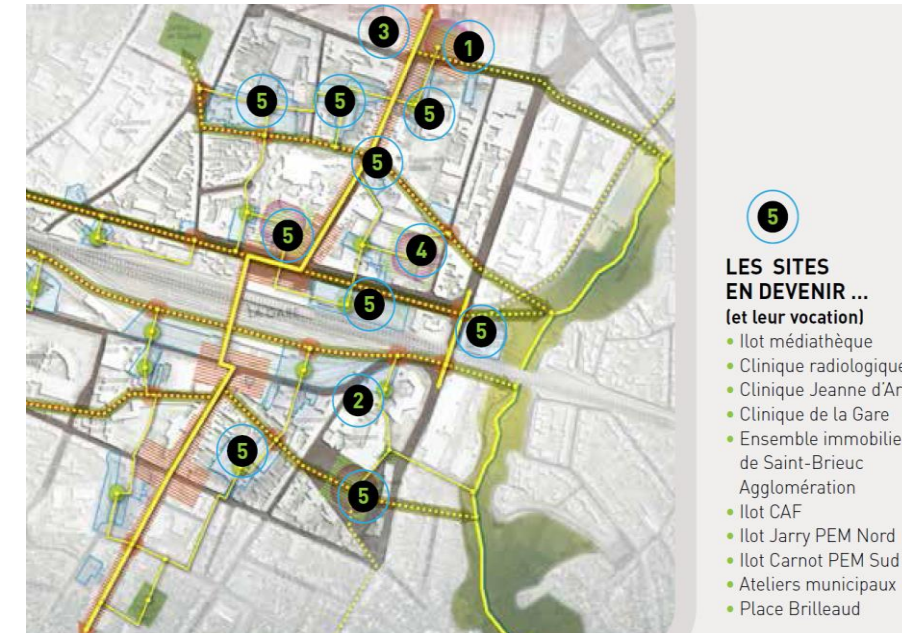 3
1
5
5
5
5
5
4
5
5
2
5
5
LA GARE
5
LES SITES
EN DEVENIR ...
(et leur vocation)
• Ilot médiathèque
• Clinique radiologique
• Clinique Jeanne d'Ar
• Clinique de la Gare
• Ensemble immobilie
de Saint-Brieuc
Agglomération
• Ilot CAF
• Ilot Jarry PEM Nord
• Ilot Carnot PEM Sud
• Ateliers municipaux
• Place Brilleaud